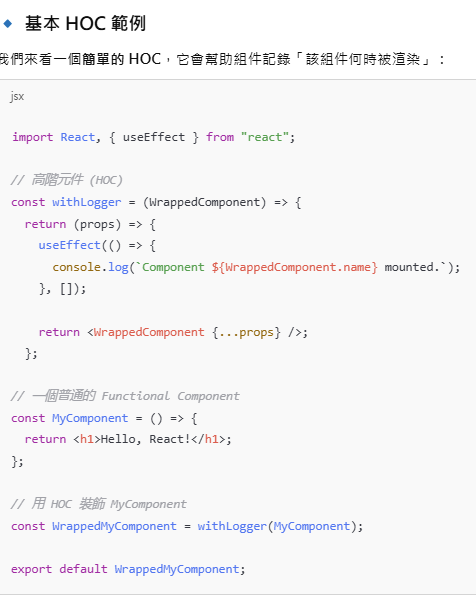 基本 HOC 範例
我們來看一個簡單的 HOC，它會幫助組件記錄「該組件何時被渲染」：
jsx
import React, { useEffect } from "react";
// 高階元件 (HOC)
const withLogger = (WrappedComponent) => {
  return (props) => {
    useEffect(() => {
      console.log(`Component ${WrappedComponent.name} mounted.`);
    }, []);
    return <WrappedComponent {...props} />;
  };
// 一個普通的 Functional Component
const MyComponent = () => {
  return <h1>Hello, React!</h1>;
};
// 用 HOC 裝飾 MyComponent
const WrappedMyComponent = withLogger(MyComponent);
export default WrappedMyComponent;